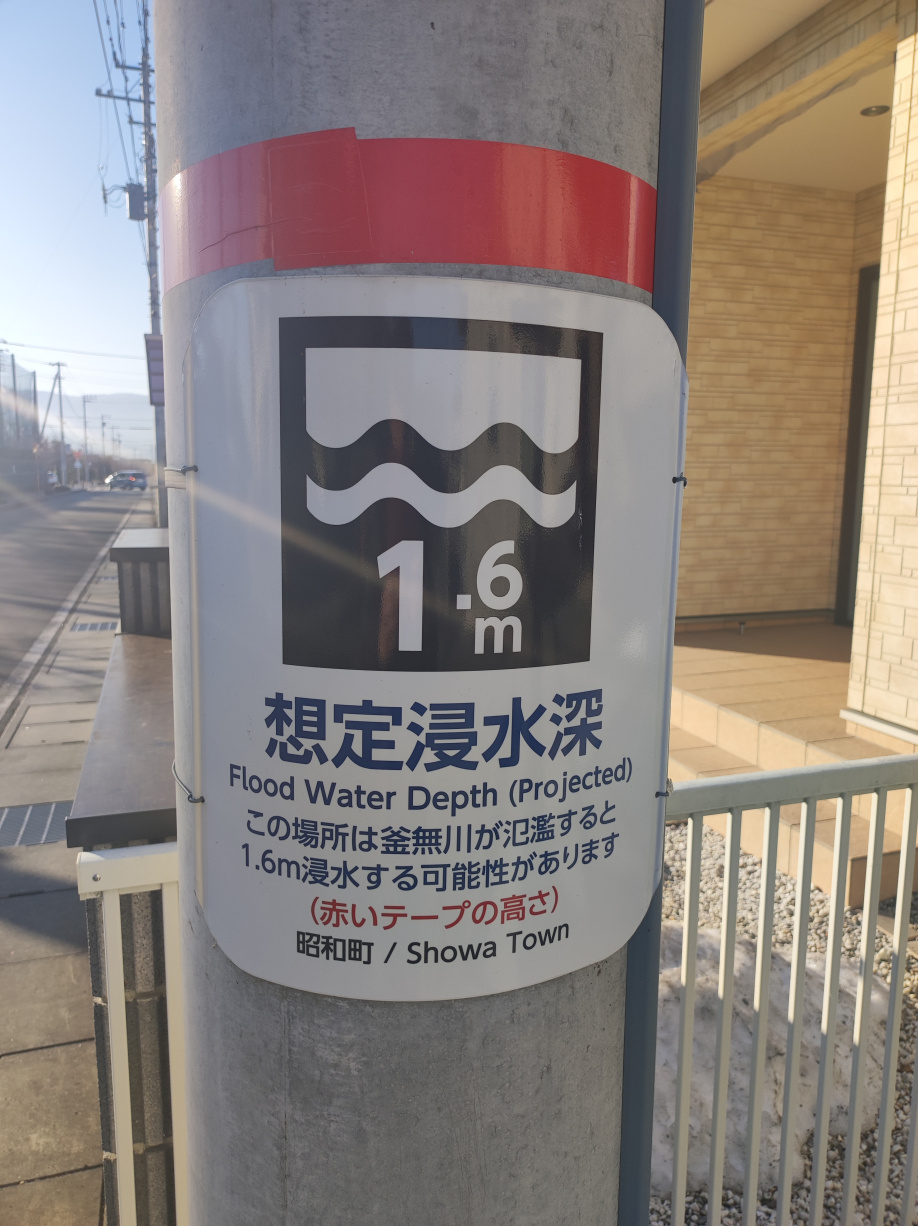 1.6m
想定浸水深
Flood Water Depth (Projected)
この場所は釜無川が氾濫すると
1.6m浸水する可能性があります
(赤いテープの高さ)
昭和町 / Showa Town